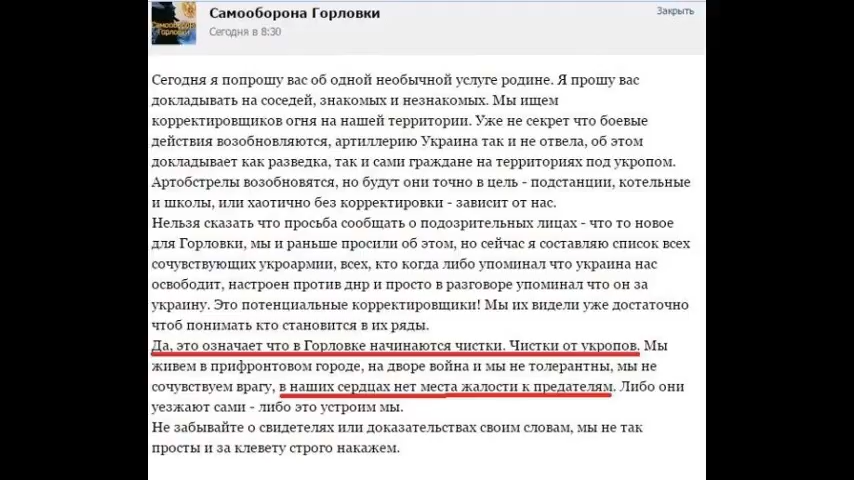 Самооборона Горловки
Закрыть
Сегодня в 8:30
Самооборона
Горловки
Сегодня я попрошу вас об одной необычной услуге родине. Я прошу вас
докладывать на соседей, знакомых и незнакомых. Мы ищем
корректировщиков огня на нашей территории. Уже не секрет что боевые
действия возобновляются, артиллерию Украина так и не отвела, об этом
докладывает как разведка, так и сами граждане на территориях под укропом.
Артобстрелы возобновятся, но будут они точно в цель - подстанции, котельные
и школы, или хаотично без корректировки - зависит от нас.
Нельзя сказать что просьба сообщать о подозрительных лицах - что то новое
для Горловки, мы и раньше просили об этом, но сейчас я составляю список всех
сочувствующих укроармии, всех, кто когда либо упоминал что украина нас
освободит, настроен против днр и просто в разговоре упоминал что он за
украину. Это потенциальные корректировщики! Мы их видели уже достаточно
чтоб понимать кто становится в их ряды.
Да, это означает что в Горловке начинаются чистки. Чистки от укропов. Мы
живем в прифронтовом городе, на дворе война и мы не толерантны, мы не
сочувствуем врагу, в наших сердцах нет места жалости к предателям. Либо они
уезжают сами - либо это устроим мы.
Не забывайте о свидетелях или доказательствах своим словам, мы не так
просты и за клевету строго накажем.